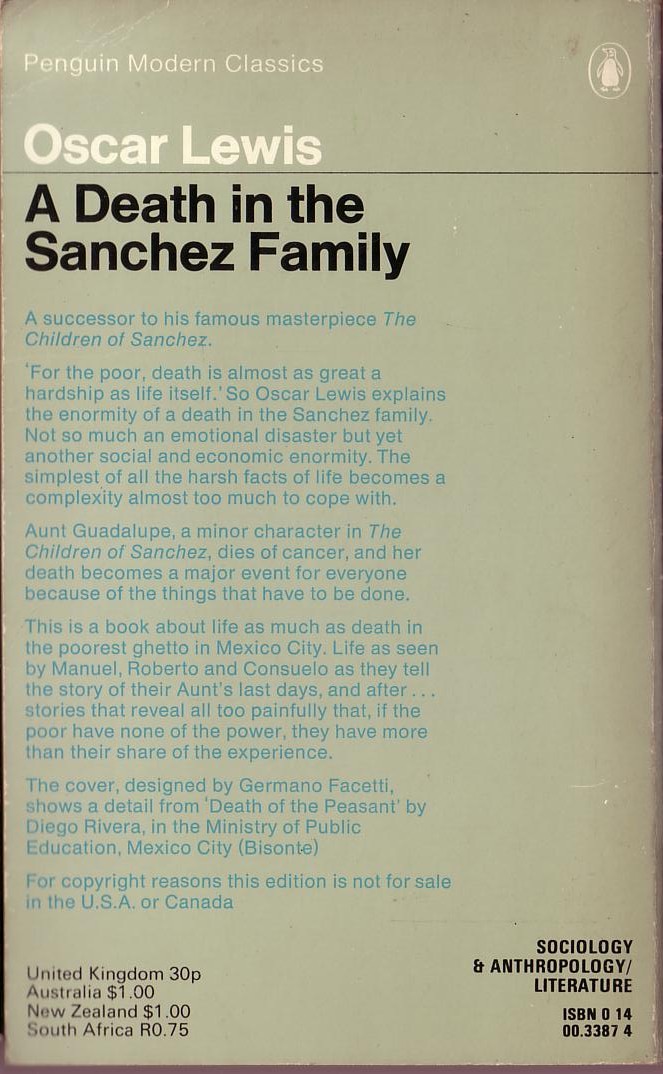 Penguin Modern Classics
Oscar Lewis
A Death in the
Sanchez Family
A successor to his famous masterpiece The
Children of Sanchez.
‘For the poor, death is almost as great a
hardship as life itself.’ So Oscar Lewis explains
the enormity of a death in the Sanchez family.
Not so much an emotional disaster but yet
another social and economic enormity. The
simplest of all the harsh facts of life becomes a
complexity almost too much to cope with.
Aunt Guadalupe, a minor character in The
Children of Sanchez, dies of cancer, and her
death becomes a major event for everyone
because of the things that have to be done.
This is a book about life as much as death in
the poorest ghetto in Mexico City. Life as seen
by Manuel, Roberto and Consuelo as they tell
the story of their Aunt's last days, and after...
stories that reveal all too painfully that, if the
poor have none of the power, they have more
than their share of the experience.
The cover, designed by Germano Facetti,
shows a detail from ‘Death of the Peasant’ by
Diego Rivera, in the Ministry of Public
Education, Mexico City (Bisonte)
For copyright reasons this edition is not for sale
in the U.S.A. or Canada
SOCIOLOGY
& ANTHROPOLOGY/
LITERATURE
United Kingdom 30p
Australia $1.00
New Zealand $1.00
South Africa R0.75
ISBN 0 14
00.3387 4